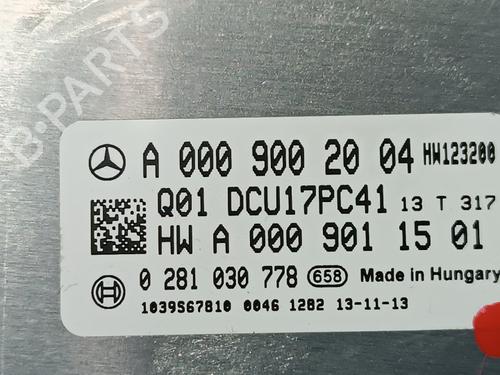 B-PARTS
A 000 900 20 04 HW123200
Q01 DCU17PC41 13 T 317
HW A 000 901 15 01
0 281 030 778 658 Made in Hungary
1039S67810 0046 1282 13-11-13